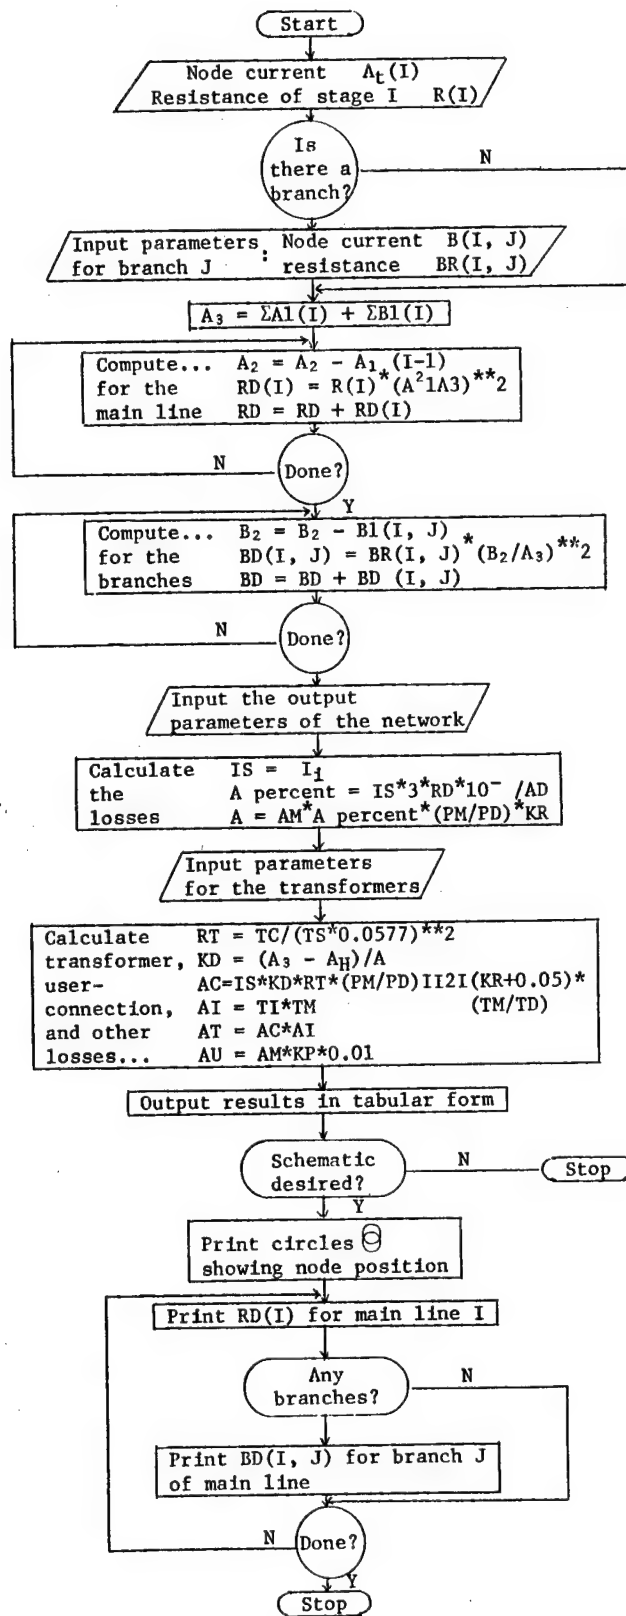 Start
Node current A_t(I)
Resistance of stage I R(I)
Is
there a
branch?
N
Input parameters : Node current B(I, J)
for branch J resistance BR(I, J)
A₃ = ΣA1(I) + ΣB1(I)
Compute... A₂ = A₂ - A₁ (I-1)
for the RD(I) = R(I)*(A²1A3)**2
main line RD = RD + RD(I)
N
Done?
Y
Compute... B₂ = B₂ - B1(I, J)
for the BD(I, J) = BR(I, J)*(B₂/A₃)**2
branches BD = BD + BD (I, J)
N
Done?
Input the output
parameters of the network
Calculate IS = I_i
the A percent = IS*3*RD*10⁻ /AD
losses A = AM*A percent*(PM/PD)*KR
Input parameters
for the transformers
Calculate RT = TC/(TS*0.0577)**2
transformer, KD = (A₃ - A_H)/A
user- AC=IS*KD*RT*(PM/PD)II2I(KR+0.05)*
connection, AI = TI*TM (TM/TD)
and other AT = AC*AI
losses... AU = AM*KP*0.01
Output results in tabular form
Schematic
desired?
N
Stop
Y
Print circles
showing node position
Print RD(I) for main line I
Any
branches?
N
Print BD(I, J) for branch J
of main line
N
Done?
Y
Stop